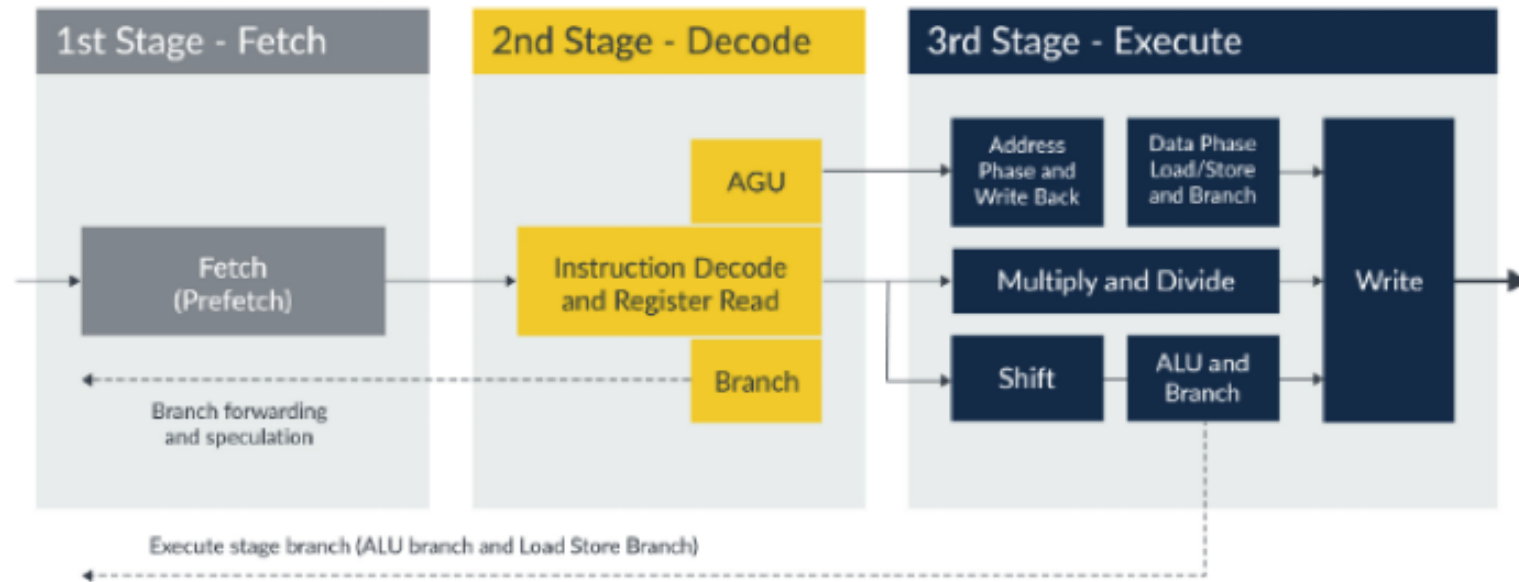 1st Stage - Fetch
2nd Stage - Decode
3rd Stage - Execute
Fetch
(Prefetch)
AGU
Instruction Decode
and Register Read
Branch
Address
Phase and
Write Back
Data Phase
Load/Store
and Branch
Multiply and Divide
Shift
ALU and
Branch
Write
Branch forwarding
and speculation
Execute stage branch (ALU branch and Load Store Branch)